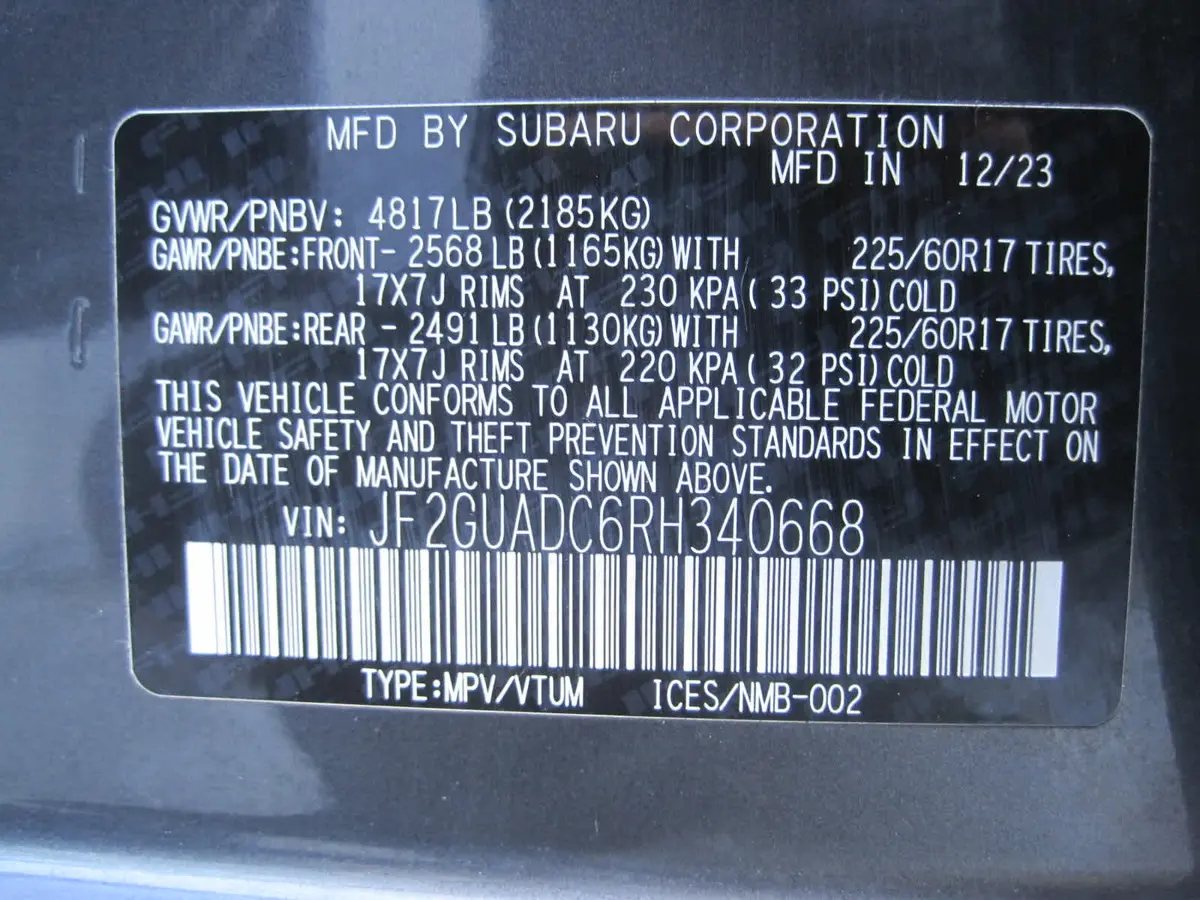 MFD BY SUBARU CORPORATION
MFD IN 12/23
GVWR/PNBV: 4817LB (2185KG)
GAWR/PNBE:FRONT- 2568 LB (1165KG) WITH 225/60R17 TIRES,
17X7J RIMS AT 230 KPA ( 33 PSI) COLD
GAWR/PNBE:REAR - 2491 LB (1130KG) WITH 225/60R17 TIRES,
17X7J RIMS AT 220 KPA ( 32 PSI) COLD
THIS VEHICLE CONFORMS TO ALL APPLICABLE FEDERAL MOTOR
VEHICLE SAFETY AND THEFT PREVENTION STANDARDS IN EFFECT ON
THE DATE OF MANUFACTURE SHOWN ABOVE.
VIN: JF2GUADC6RH340668
TYPE:MPV/VTUM ICES/NMB-002